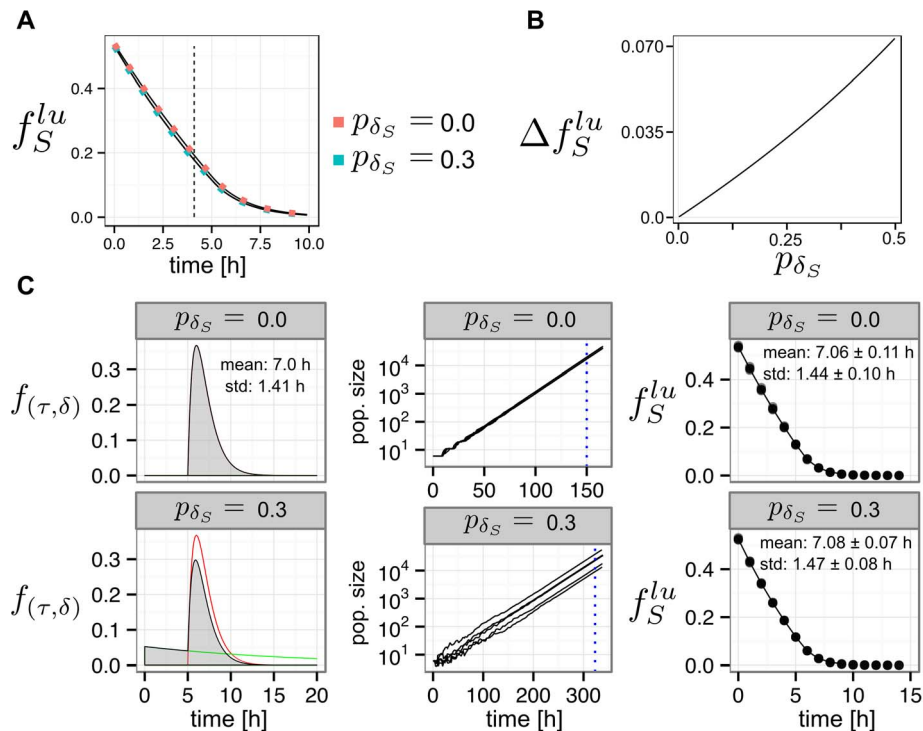 A
f_S^{lu}
0.4
0.2
0.0
0.0 2.5 5.0 7.5 10.0
time [h]
p_{δ_S} = 0.0
p_{δ_S} = 0.3
B
Δf_S^{lu}
0.070
0.035
0.0
0.0 0.25 0.5
p_{δ_S}
C
p_{δ_S} = 0.0
f_{(τ,δ)}
0.3
0.2
0.1
0.0
mean: 7.0 h
std: 1.41 h
p_{δ_S} = 0.0
pop. size
10^4
10^3
10^2
10^1
0 50 100 150
p_{δ_S} = 0.0
f_S^{lu}
0.4
0.2
0.0
mean: 7.06 ± 0.11 h
std: 1.44 ± 0.10 h
p_{δ_S} = 0.3
f_{(τ,δ)}
0.3
0.2
0.1
0.0
0 5 10 15 20
time [h]
p_{δ_S} = 0.3
pop. size
10^4
10^3
10^2
10^1
0 100 200 300
time [h]
p_{δ_S} = 0.3
f_S^{lu}
0.4
0.2
0.0
mean: 7.08 ± 0.07 h
std: 1.47 ± 0.08 h
0 5 10 15
time [h]